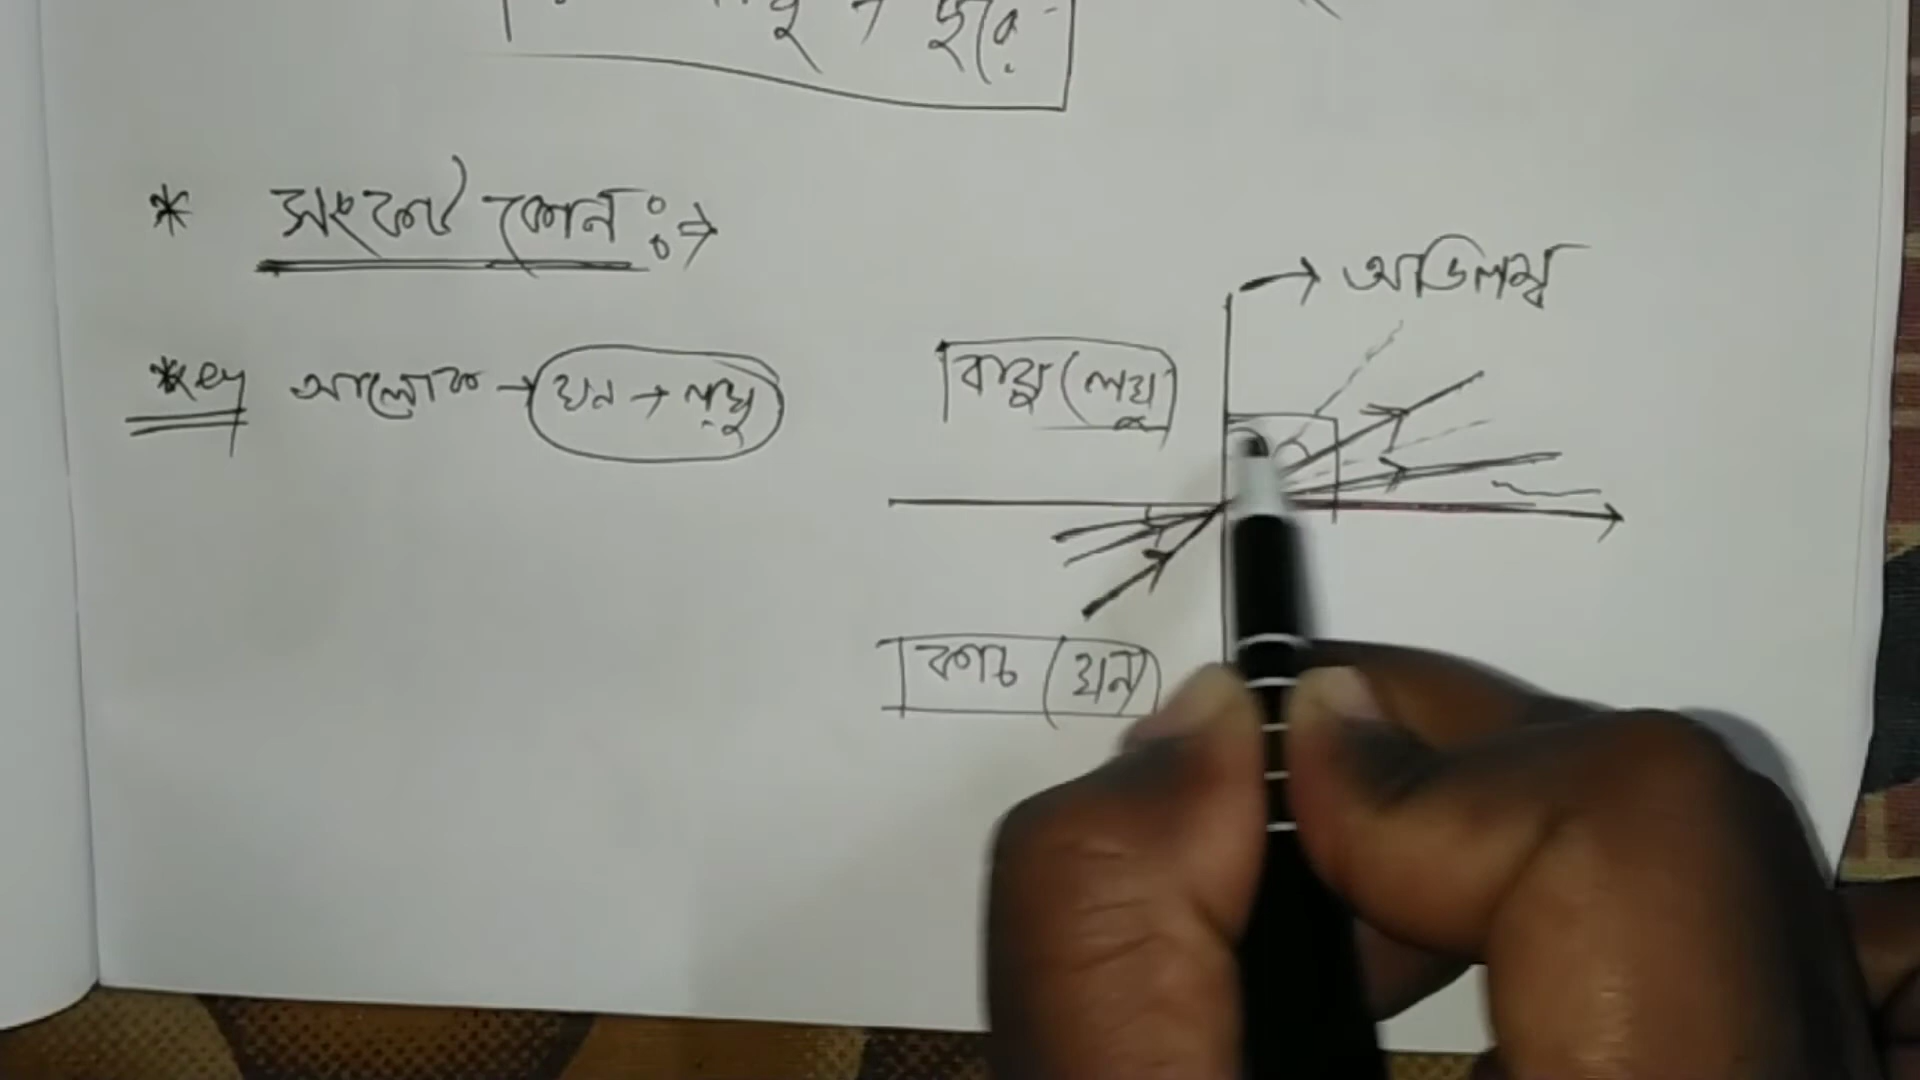 → দূরে
* সংকট কোন :⇒
→ অভিলম্ব
বায়ু (লঘু)
*Key আলোক → ঘন → লঘু
কাচ (ঘন)